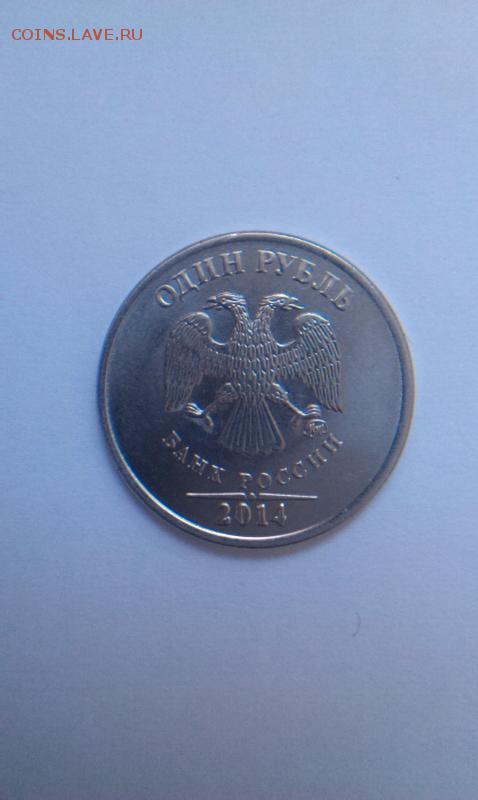 COINS.LAVE.RU
ОДИН РУБЛЬ
БАНК РОССИИ
2014